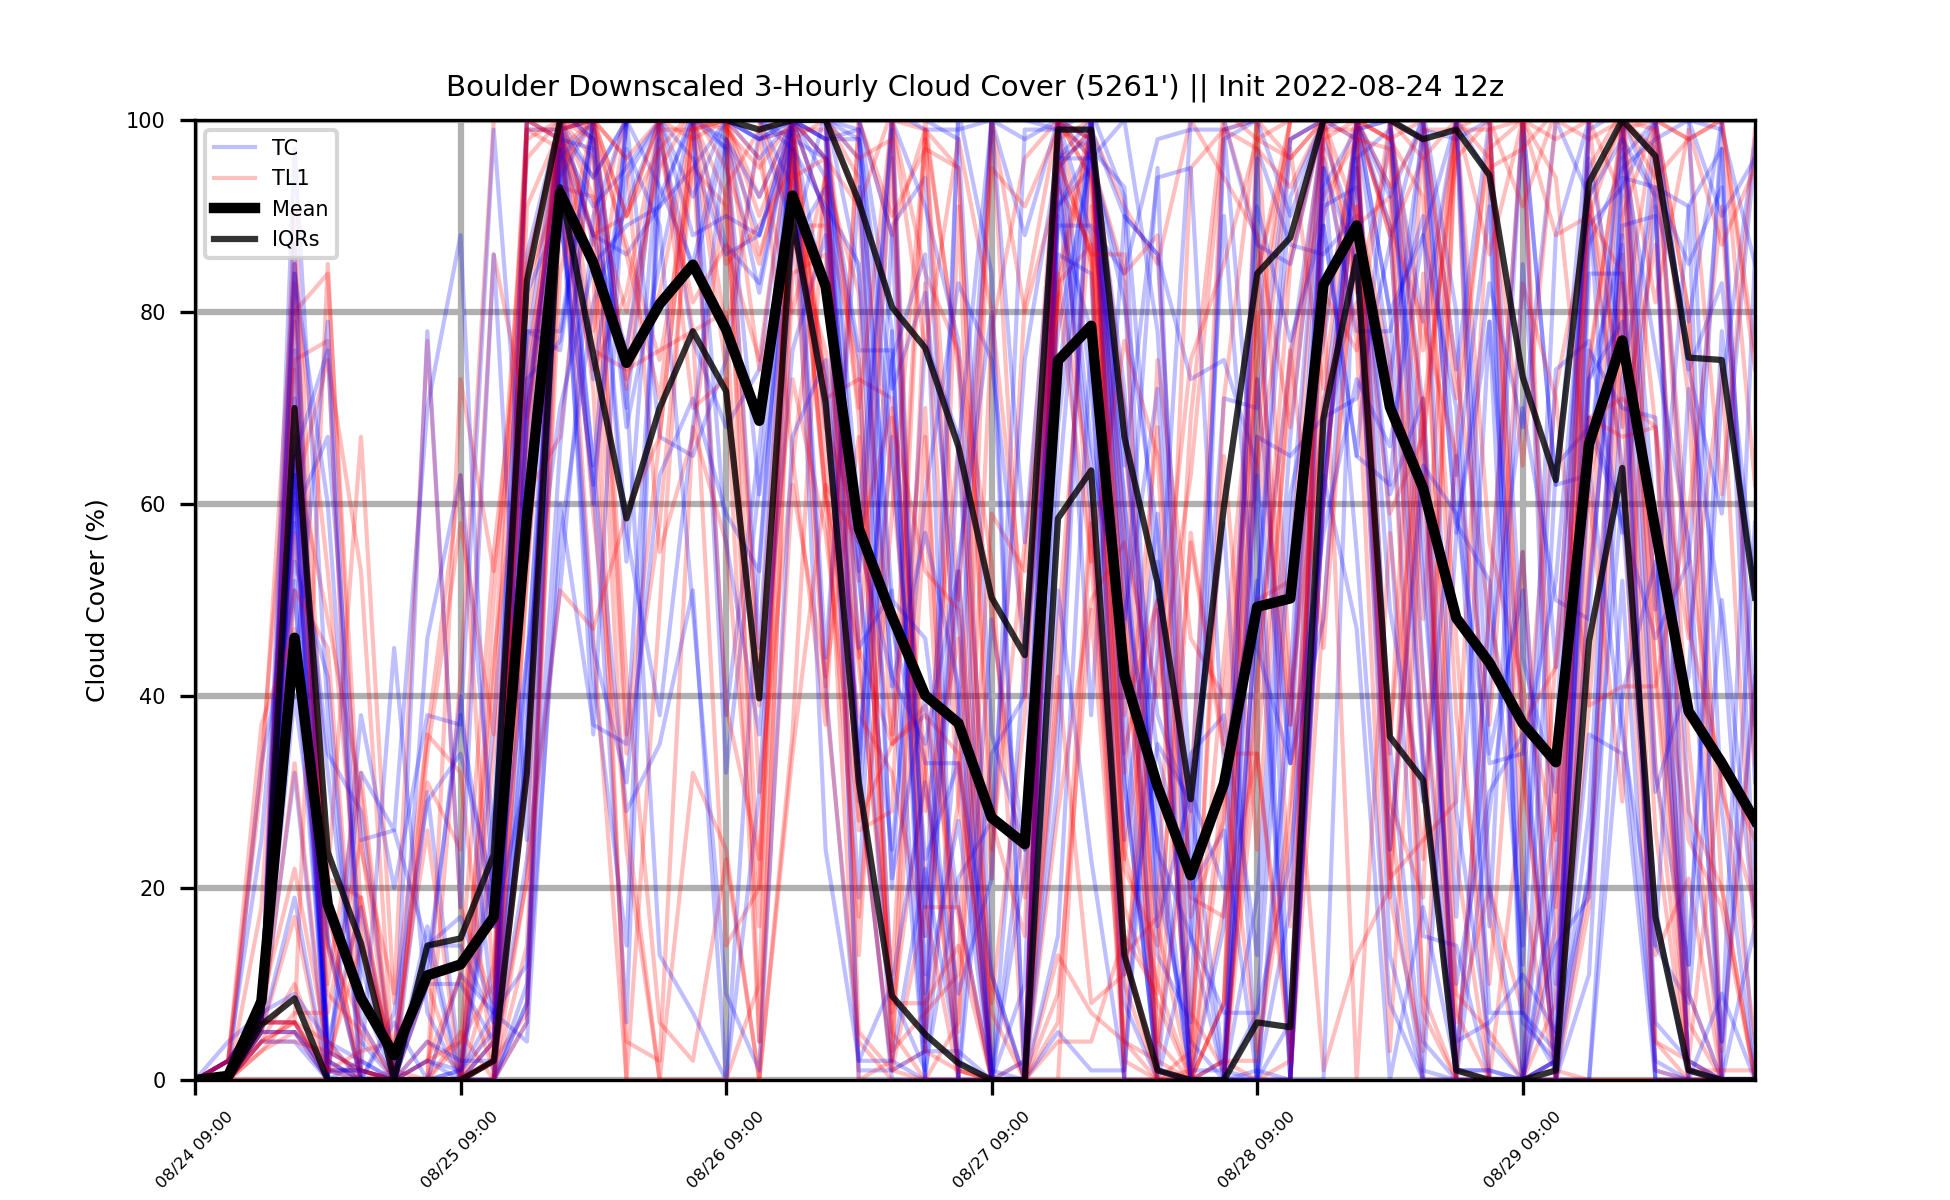 Boulder Downscaled 3-Hourly Cloud Cover (5261') || Init 2022-08-24 12z
100
80
60
40
20
0
Cloud Cover (%)
TC
TL1
Mean
IQRs
08/24 09:00
08/25 09:00
08/26 09:00
08/27 09:00
08/28 09:00
08/29 09:00